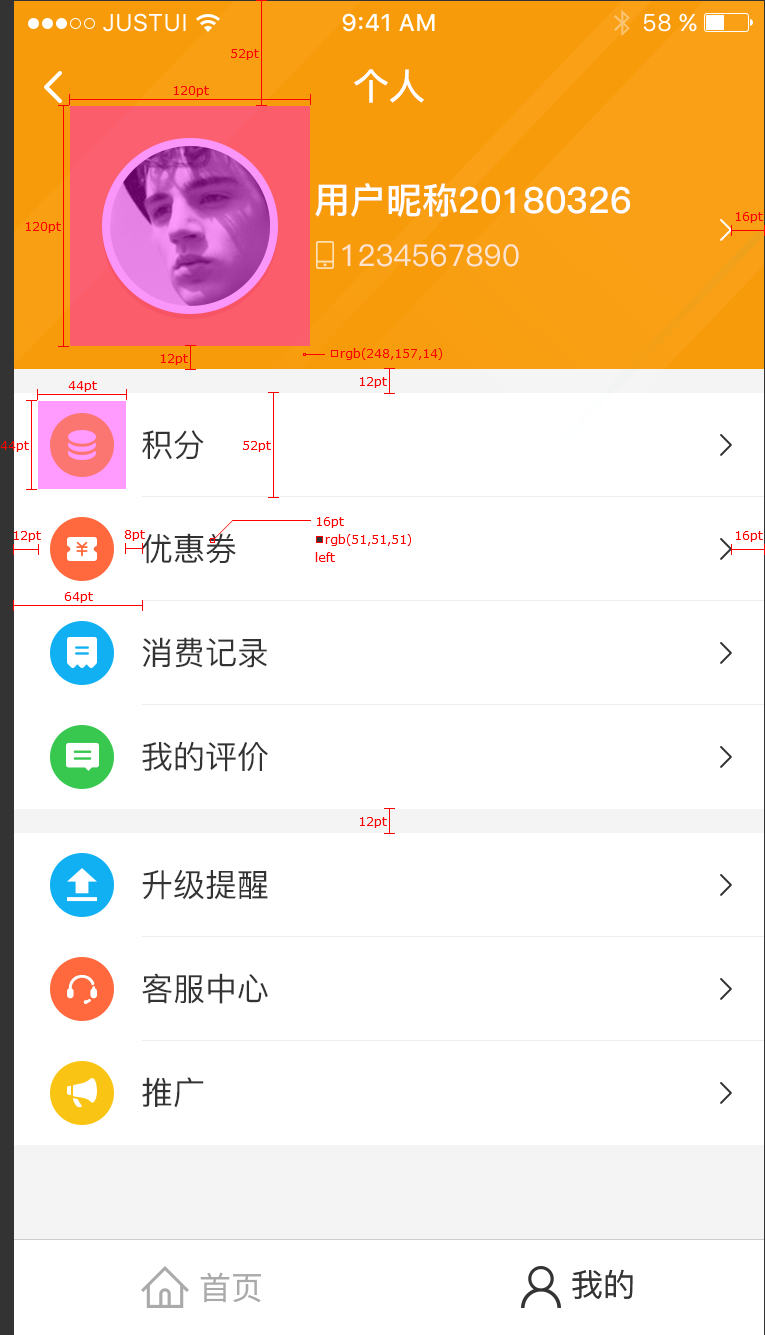 JUSTUI 9:41 AM 58 %
52pt
个人
120pt
用户昵称20180326
120pt
16pt
1234567890
12pt
rgb(248,157,14)
12pt
44pt
44pt
积分
52pt
12pt
8pt
¥
优惠券
16pt
rgb(51,51,51)
left
16pt
64pt
消费记录
我的评价
12pt
升级提醒
客服中心
推广
首页 我的